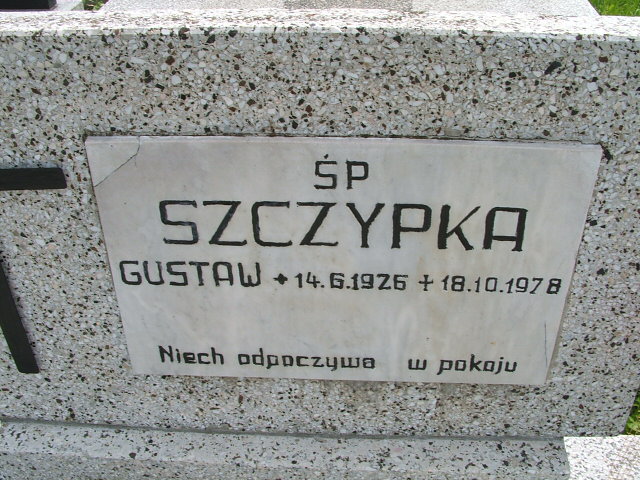 ŚP
SZCZYPKA
GUSTAW * 14.6.1926 + 18.10.1978
Niech odpoczywa w pokoju